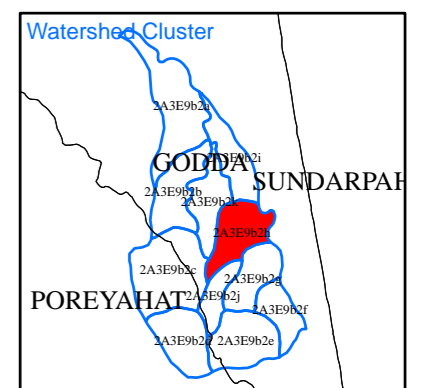 Watershed Cluster
2A3E9b2a
2A3E9b2i
GODDA
SUNDARPAH
2A3E9b2b
2A3E9b2k
2A3E9b2h
2A3E9b2c
2A3E9b2g
POREYAHAT
2A3E9b2j
2A3E9b2f
2A3E9b2d
2A3E9b2e